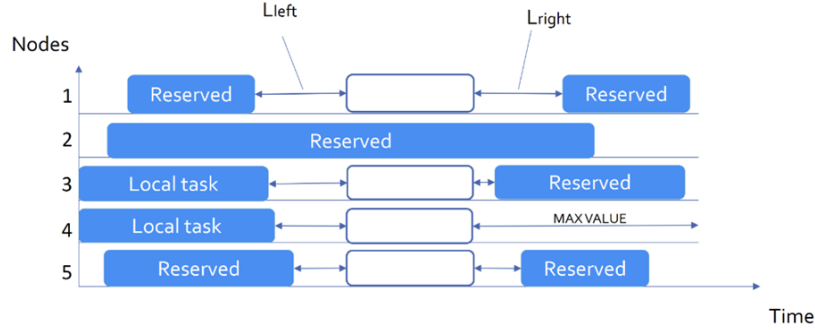 Lleft
Lright
Nodes
1 Reserved Reserved
2 Reserved
3 Local task Reserved
4 Local task MAX VALUE
5 Reserved Reserved
Time